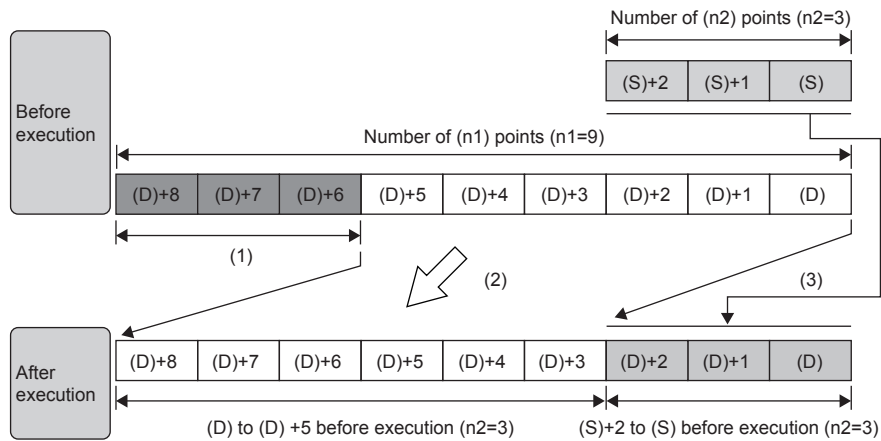 Number of (n2) points (n2=3)
(S)+2 (S)+1 (S)
Before
execution
Number of (n1) points (n1=9)
(D)+8 (D)+7 (D)+6 (D)+5 (D)+4 (D)+3 (D)+2 (D)+1 (D)
(1)
(2)
(3)
After
execution
(D)+8 (D)+7 (D)+6 (D)+5 (D)+4 (D)+3 (D)+2 (D)+1 (D)
(D) to (D) +5 before execution (n2=3)
(S)+2 to (S) before execution (n2=3)